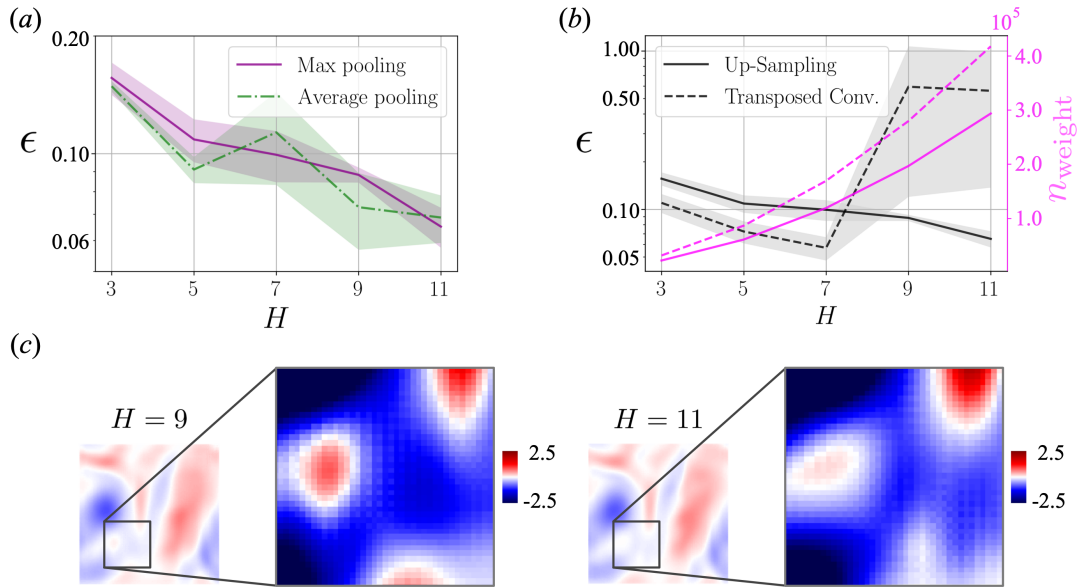 (a)
0.20
0.10
0.06
ϵ
Max pooling
Average pooling
3 5 7 9 11
H
(b)
10^5
1.00
0.50
0.10
0.05
ϵ
Up-Sampling
Transposed Conv.
4.0
3.0
2.0
1.0
n_weight
3 5 7 9 11
H
(c)
H = 9
2.5
-2.5
H = 11
2.5
-2.5